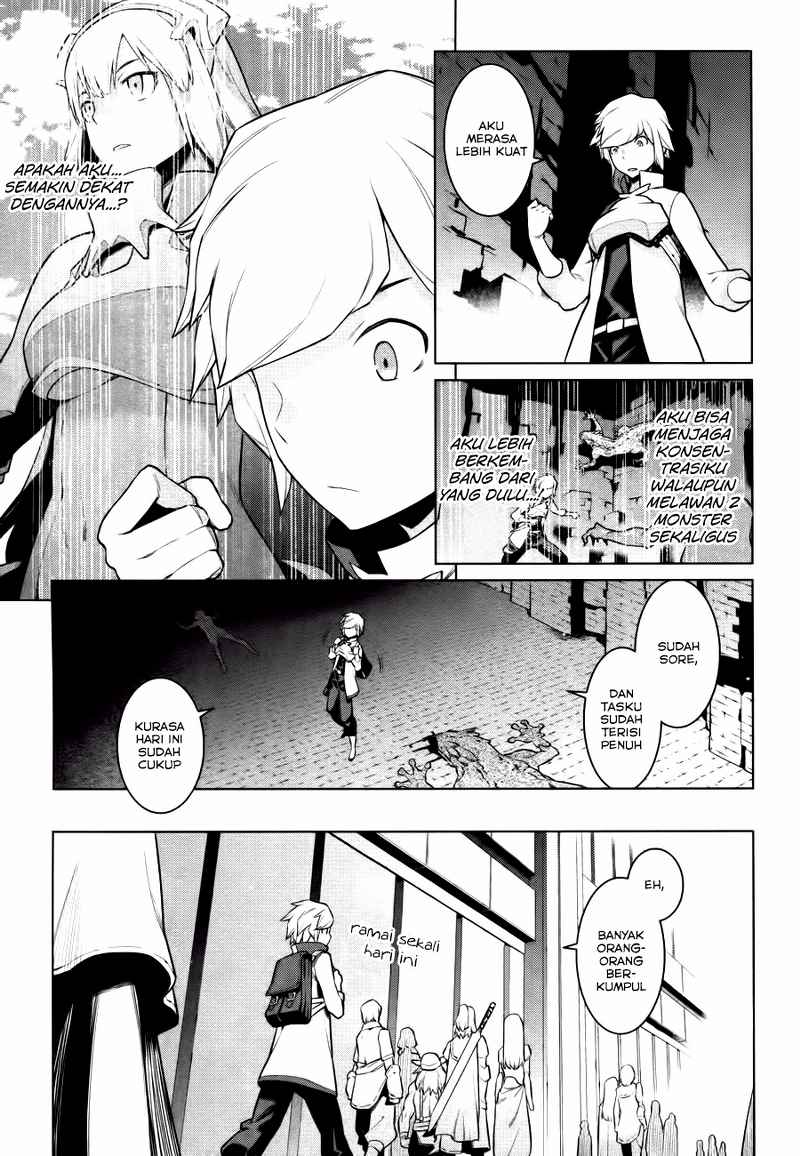 AKU
MERASA
LEBIH KUAT
AKU BISA
MENJAGA
KONSEN-
TRASIKU
WALAUPUN
MELAWAN 2
MONSTER
SEKALIGUS
AKU LEBIH
BERKEM-
BANG DARI
YANG DULU....
APAKAH AKU...
SEMAKIN DEKAT
DENGANNYA...?
SUDAH
SORE,
DAN
TASKU
SUDAH
TERISI
PENUH
KURASA
HARI INI
SUDAH
CUKUP
EH,
BANYAK
ORANG-
ORANG BER-
KUMPUL
ramai sekali
hari ini